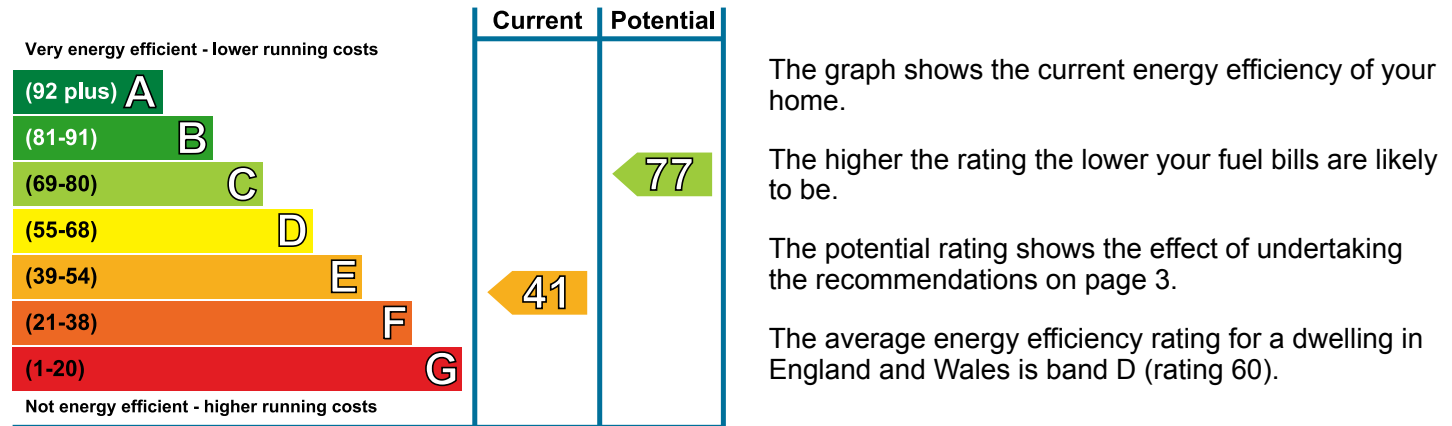 Current Potential
Very energy efficient - lower running costs
(92 plus) A
(81-91) B
(69-80) C
77
(55-68) D
(39-54) E
41
(21-38) F
(1-20) G
Not energy efficient - higher running costs
The graph shows the current energy efficiency of your
home.
The higher the rating the lower your fuel bills are likely
to be.
The potential rating shows the effect of undertaking
the recommendations on page 3.
The average energy efficiency rating for a dwelling in
England and Wales is band D (rating 60).